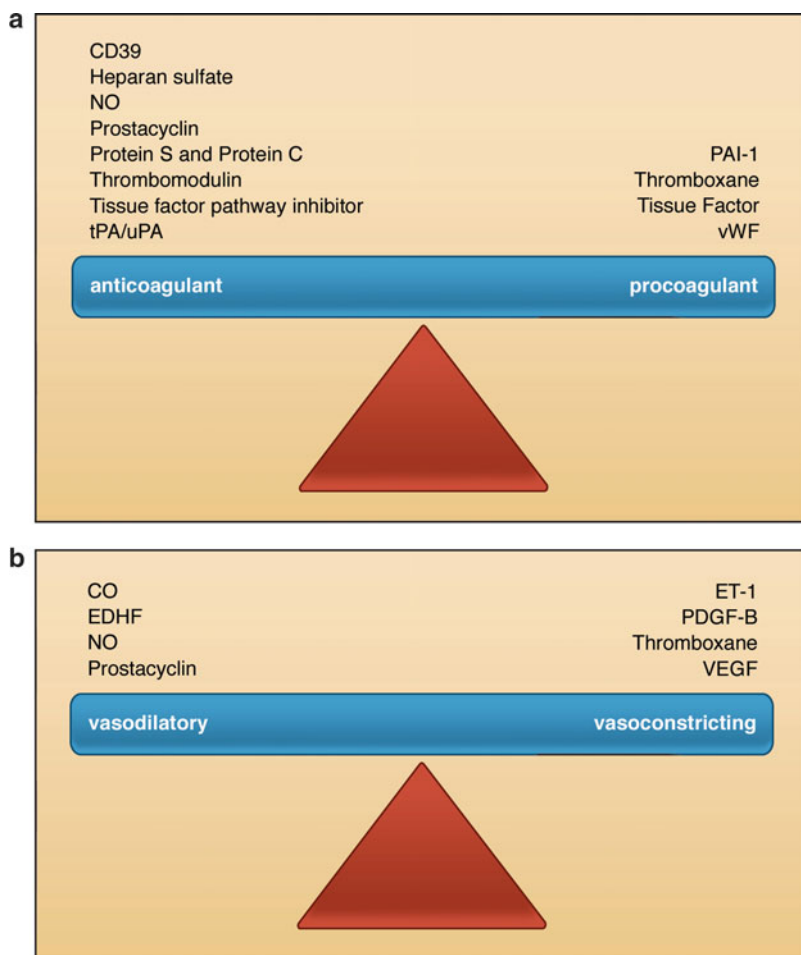 a
CD39
Heparan sulfate
NO
Prostacyclin
Protein S and Protein C
Thrombomodulin
Tissue factor pathway inhibitor
tPA/uPA
PAI-1
Thromboxane
Tissue Factor
vWF
anticoagulant
procoagulant
b
CO
EDHF
NO
Prostacyclin
ET-1
PDGF-B
Thromboxane
VEGF
vasodilatory
vasoconstricting